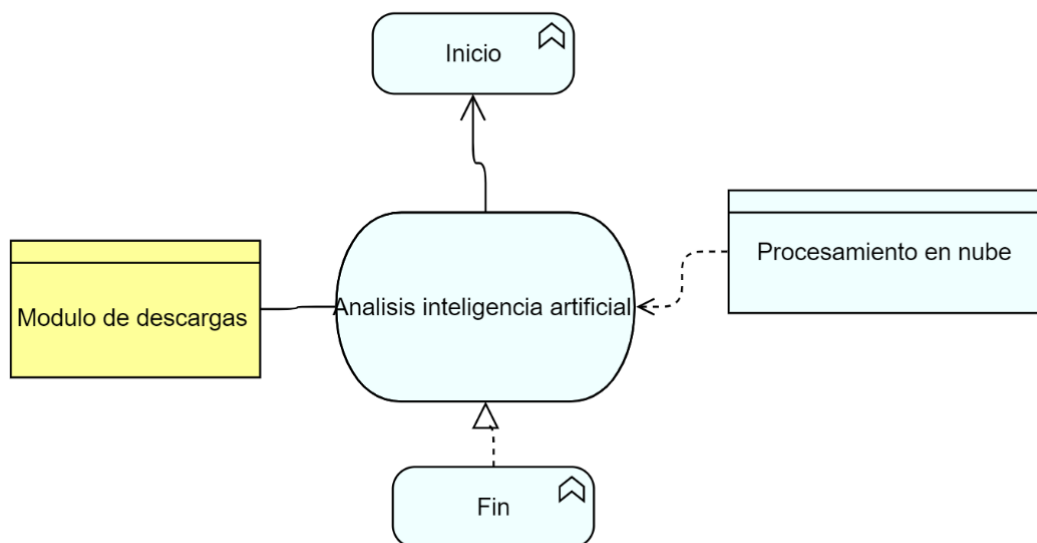 Inicio
Procesamiento en nube
Modulo de descargas
Analisis inteligencia artificial
Fin